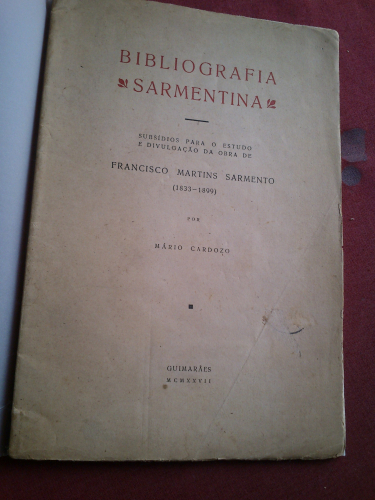 BIBLIOGRAFIA
SARMENTINA
SUBSÍDIOS PARA O ESTUDO
E DIVULGAÇÃO DA OBRA DE
FRANCISCO MARTINS SARMENTO
(1833—1899)
POR
MÁRIO CARDOZO
GUIMARÃES
MCMXXVII